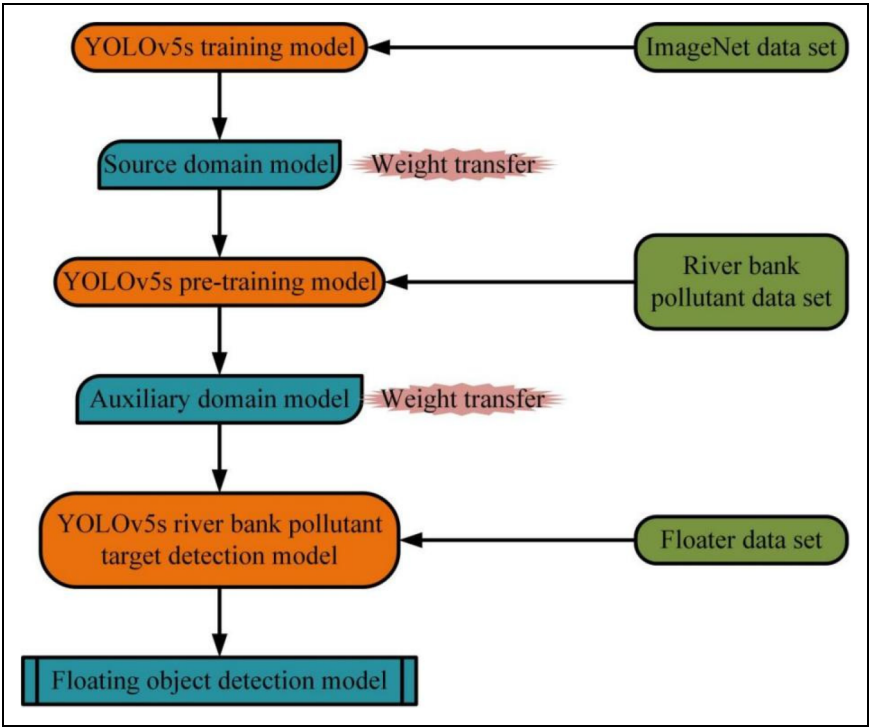 YOLOv5s training model
ImageNet data set
Source domain model
Weight transfer
YOLOv5s pre-training model
River bank
pollutant data set
Auxiliary domain model
Weight transfer
YOLOv5s river bank pollutant
target detection model
Floater data set
Floating object detection model